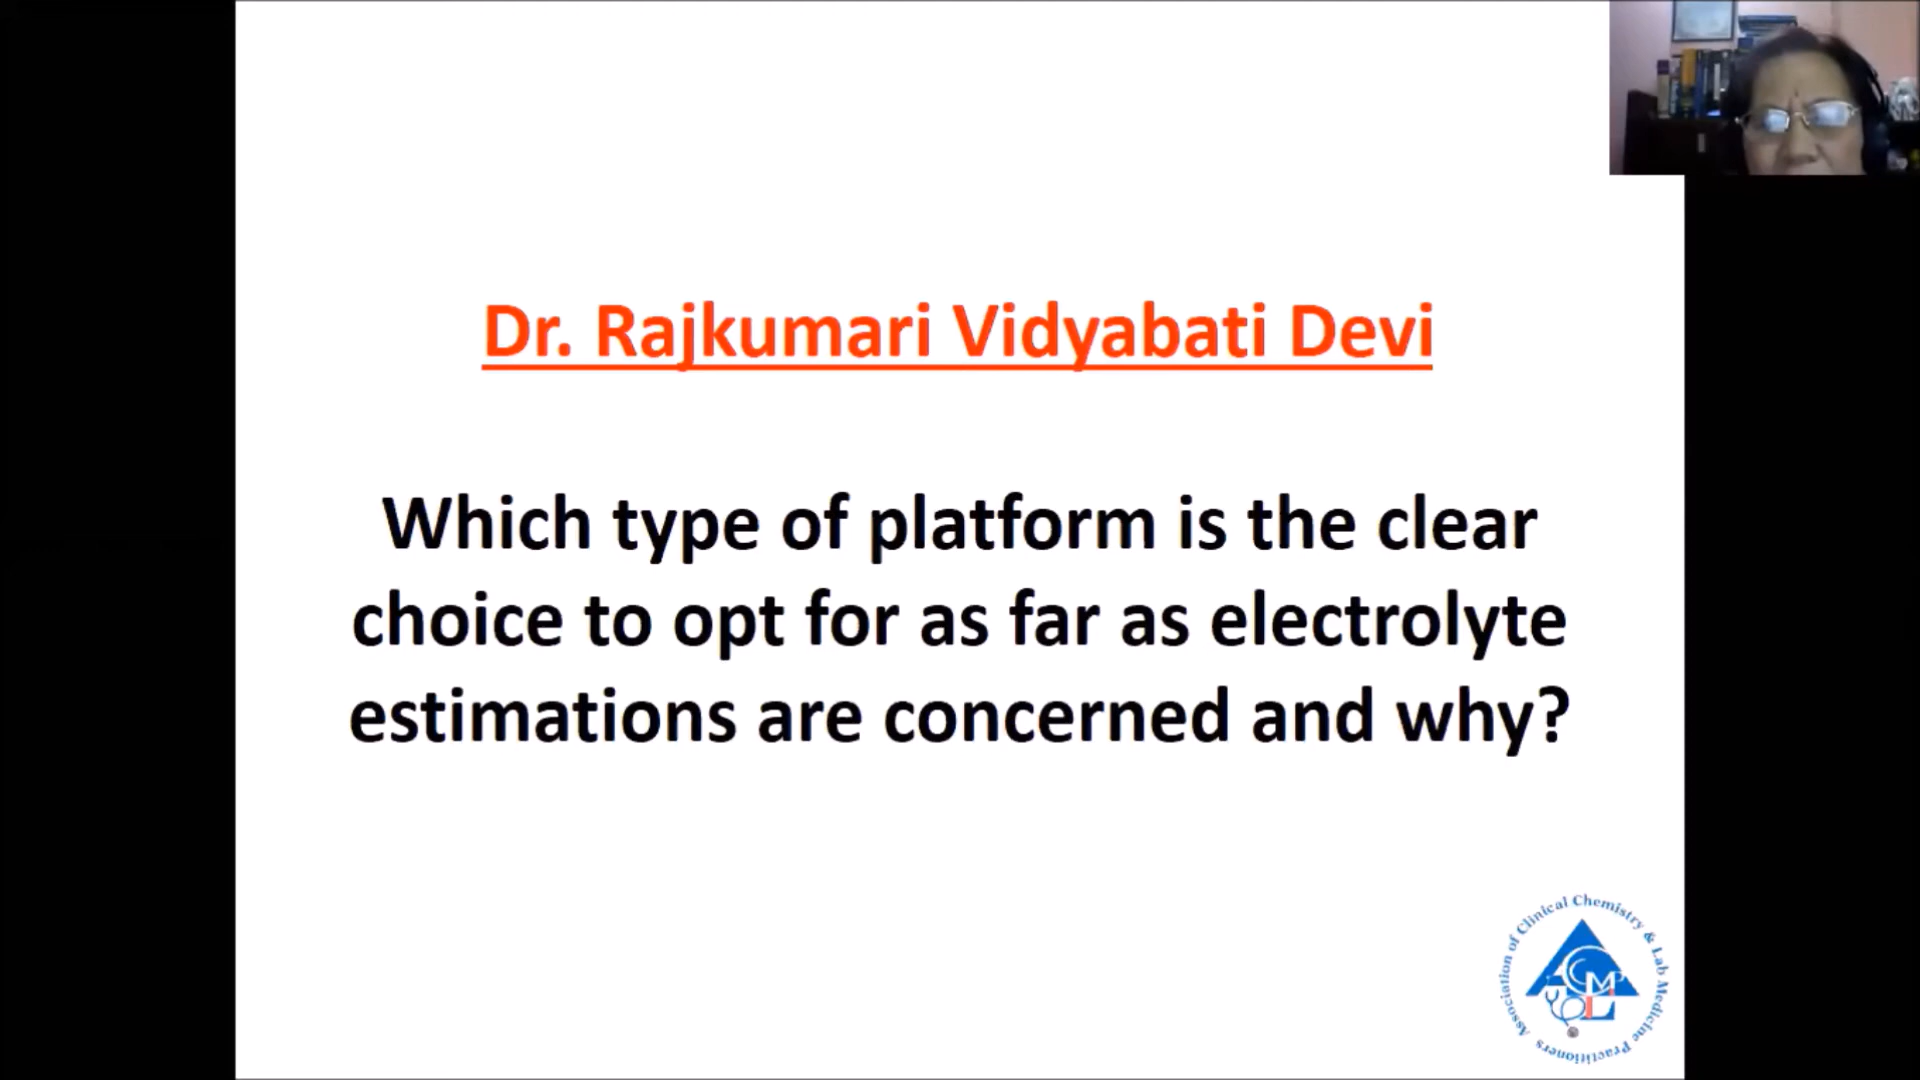 Dr. Rajkumari Vidyabati Devi
Which type of platform is the clear
choice to opt for as far as electrolyte
estimations are concerned and why?
Association of Clinical Chemistry & Lab Medicine Practitioners